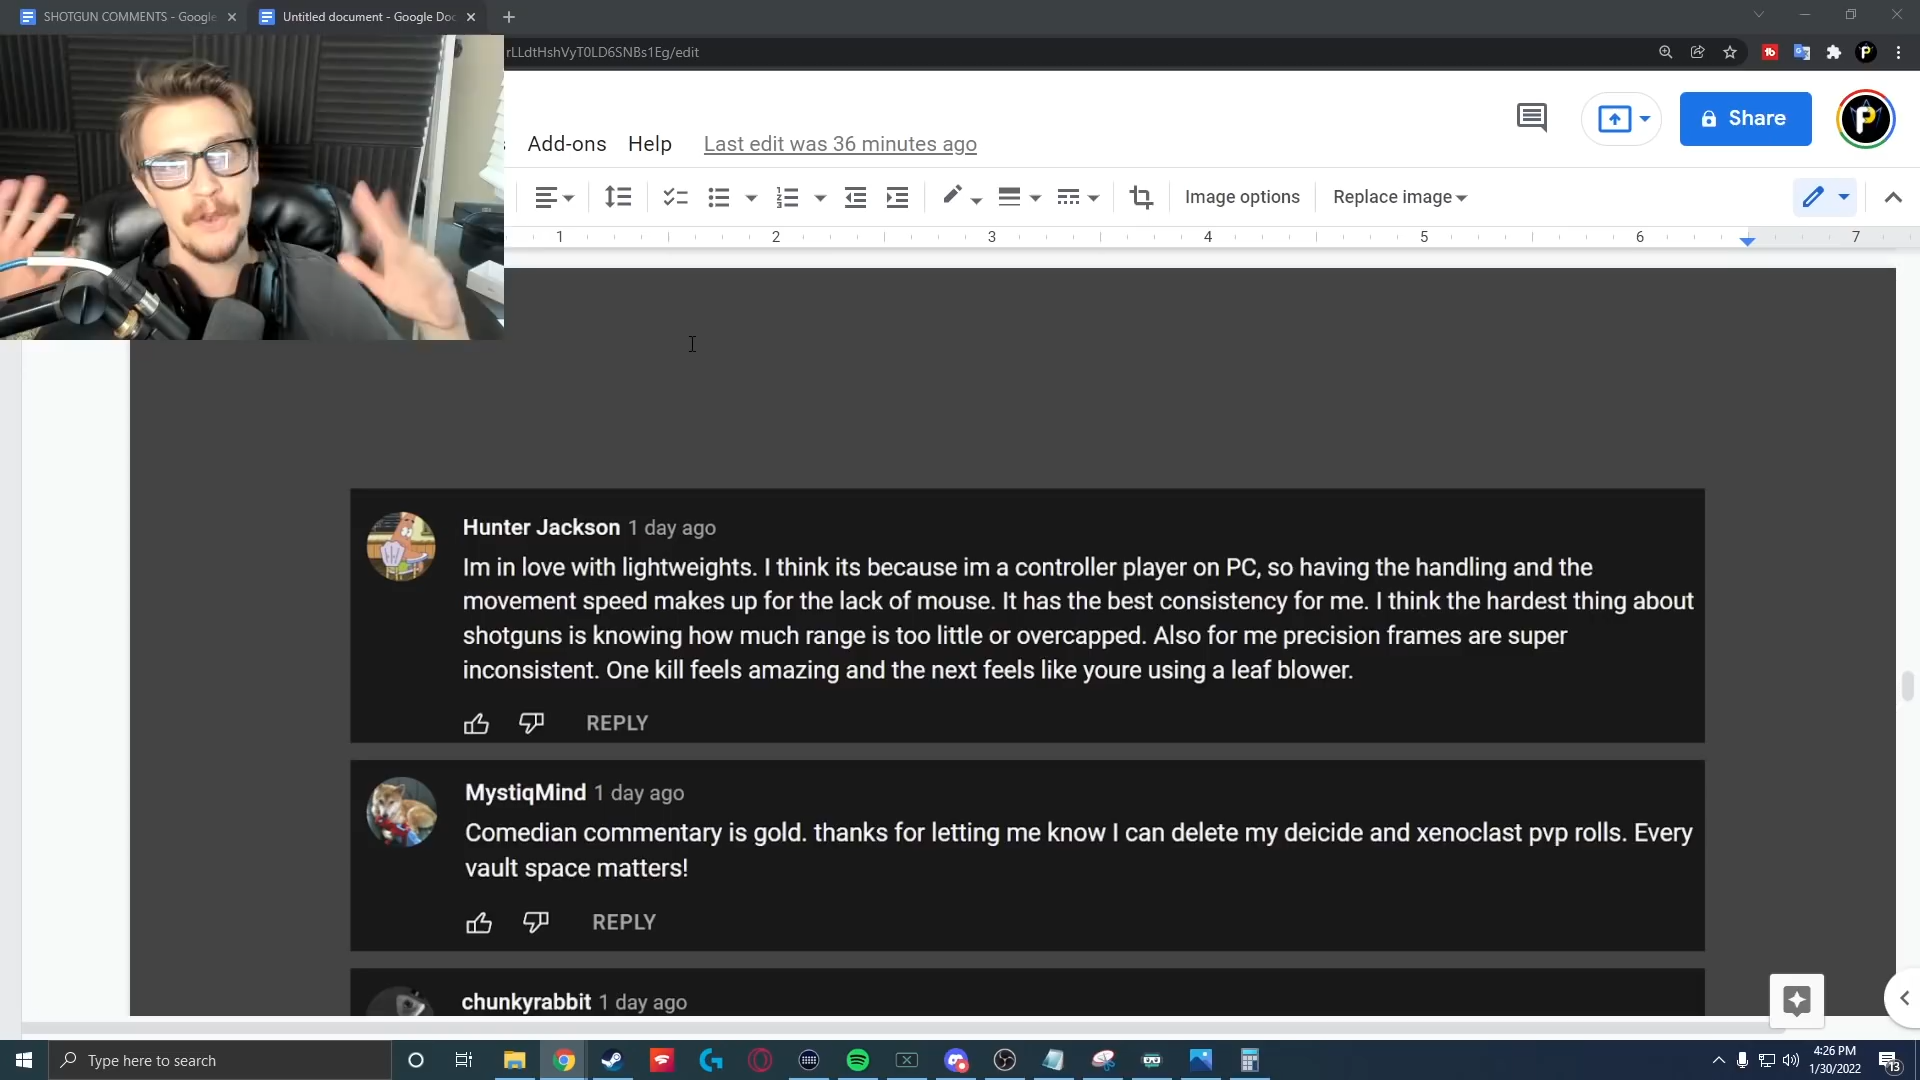 SHOTGUN COMMENTS - Google
Untitled document - Google Doc
rLLdtHshVyT0LD6SNBs1Eg/edit
Add-ons Help Last edit was 36 minutes ago
Share
P
Image options Replace image
1 2 3 4 5 6 7
Hunter Jackson 1 day ago
Im in love with lightweights. I think its because im a controller player on PC, so having the handling and the
movement speed makes up for the lack of mouse. It has the best consistency for me. I think the hardest thing about
shotguns is knowing how much range is too little or overcapped. Also for me precision frames are super
inconsistent. One kill feels amazing and the next feels like youre using a leaf blower.
REPLY
MystiqMind 1 day ago
Comedian commentary is gold. thanks for letting me know I can delete my deicide and xenoclast pvp rolls. Every
vault space matters!
REPLY
chunkyrabbit 1 day ago
Type here to search
4:26 PM
1/30/2022
13